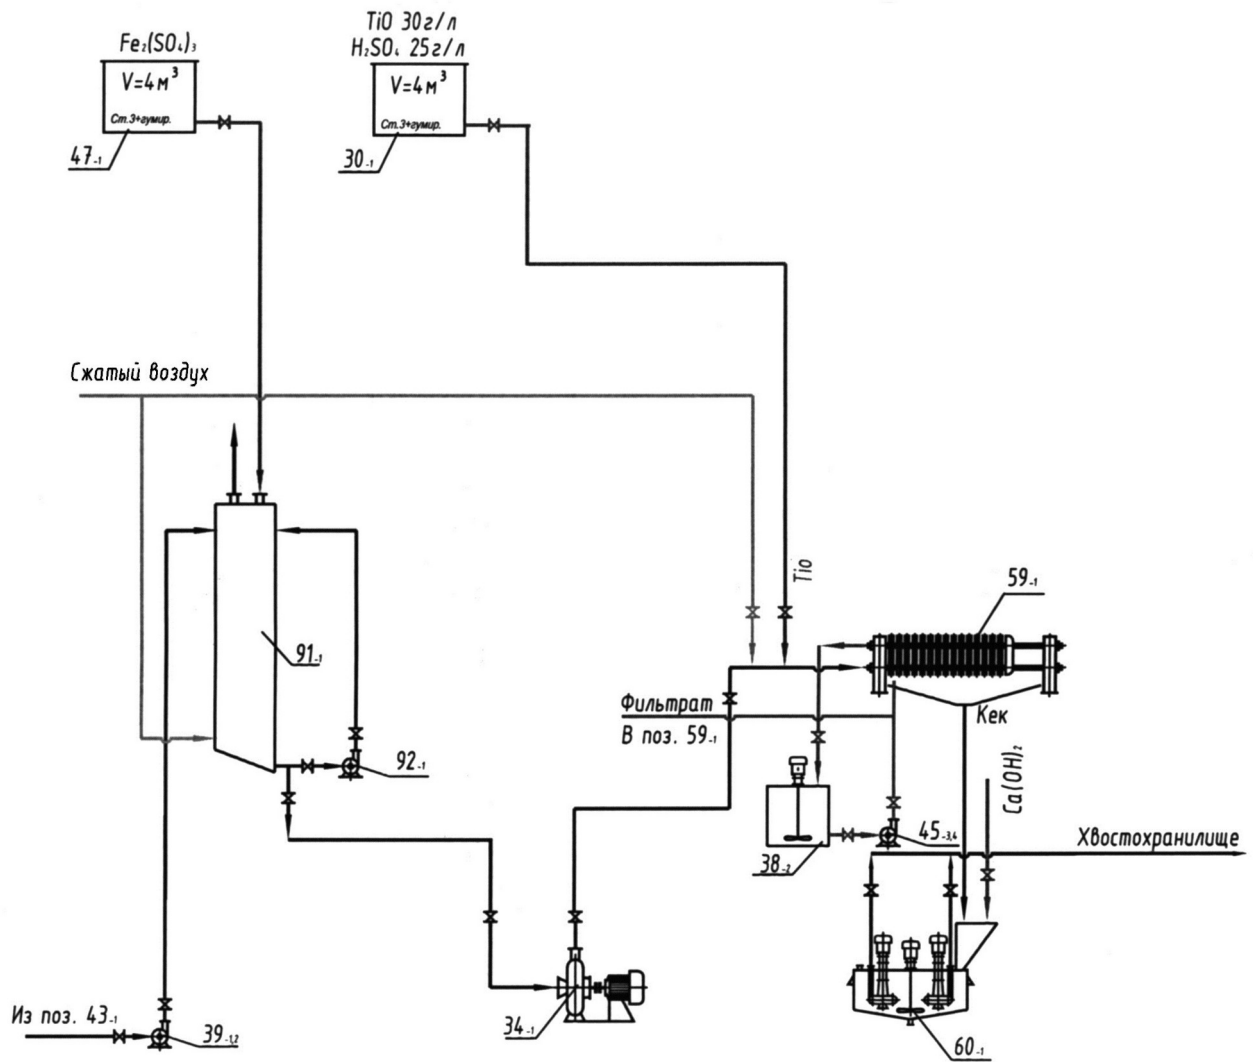 TiO 30г/л
Fe₂(SO₄)₃
H₂SO₄ 25г/л
V=4м³
V=4м³
Ст.3+гумир.
Ст.3+гумир.
47-1
30-1
Сжатый воздух
Tio
59-1
91-1
Фильтрат
Кек
В поз. 59-1
92-1
Ca(OH)₂
45-3,4
Хвостохранилище
38-2
Из поз. 43-1
39-1,2
34-1
60-1